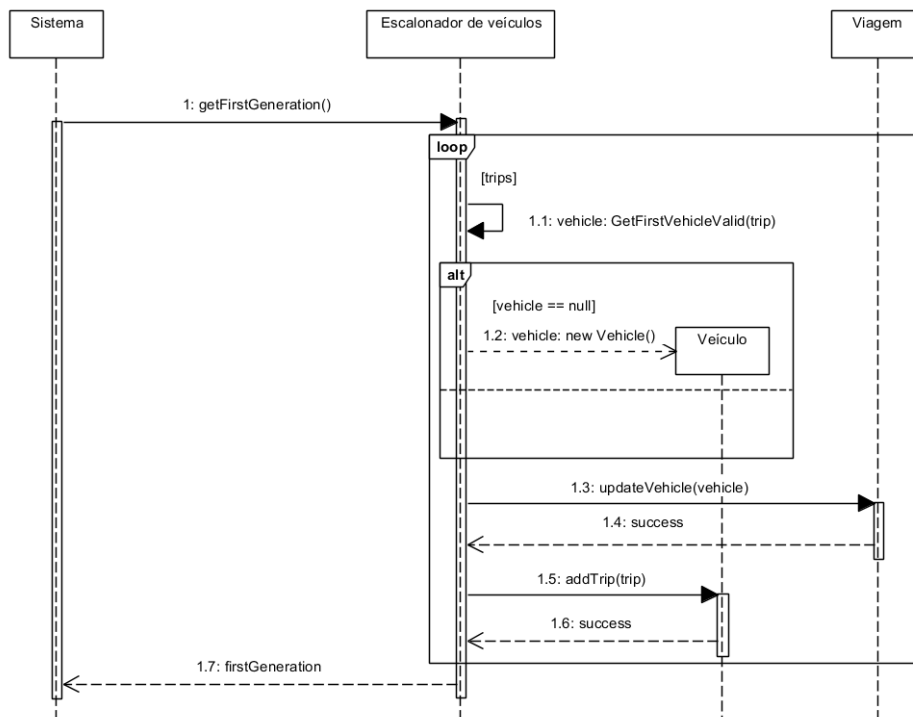 Sistema
Escalonador de veículos
Viagem
1: getFirstGeneration()
loop
[trips]
1.1: vehicle: GetFirstVehicleValid(trip)
alt
[vehicle == null]
1.2: vehicle: new Vehicle()
Veículo
1.3: updateVehicle(vehicle)
1.4: success
1.5: addTrip(trip)
1.6: success
1.7: firstGeneration